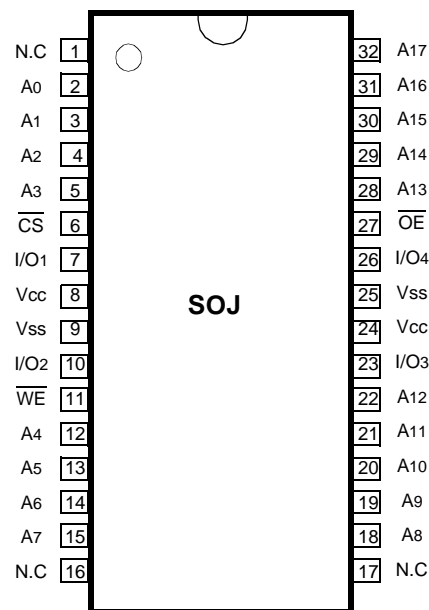 N.C 1 32 A17
A0 2 31 A16
A1 3 30 A15
A2 4 29 A14
A3 5 28 A13
C̅S̅ 6 27 O̅E̅
I/O1 7 26 I/O4
Vcc 8 25 Vss
SOJ
Vss 9 24 Vcc
I/O2 10 23 I/O3
W̅E̅ 11 22 A12
A4 12 21 A11
A5 13 20 A10
A6 14 19 A9
A7 15 18 A8
N.C 16 17 N.C